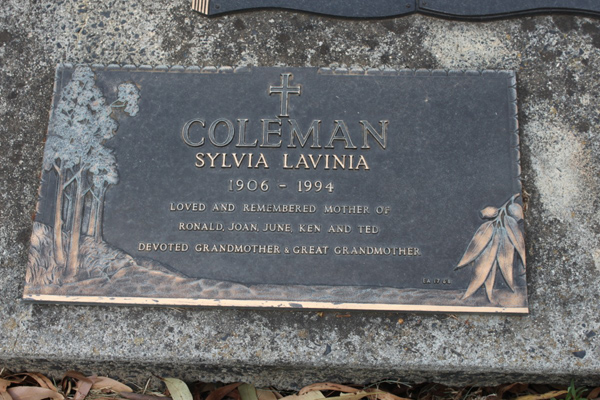 COLEMAN
SYLVIA LAVINIA
1906 - 1994
LOVED AND REMEMBERED MOTHER OF
RONALD, JOAN, JUNE, KEN AND TED
DEVOTED GRANDMOTHER & GREAT GRANDMOTHER